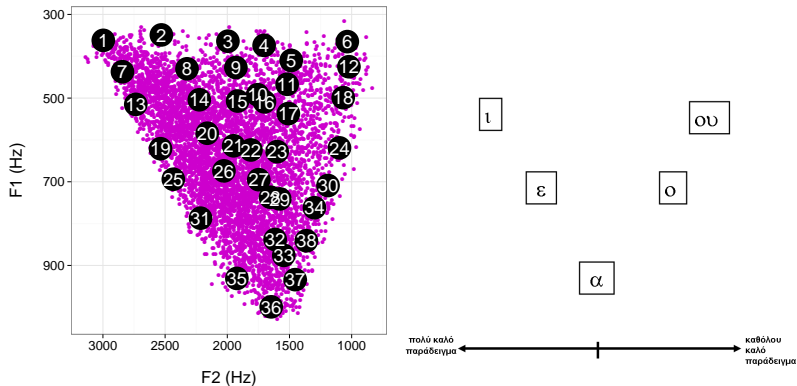 300
500
700
900
F1 (Hz)
3000 2500 2000 1500 1000
F2 (Hz)
1 2 3 4 5 6
7 8 9 11 12
13 14 15 10 16 17 18
19 20 21 22 23 24
25 26 27 28 29 30
31 32 33 34 38
35 36 37
ι
ου
ε
ο
α
πολύ καλό
παράδειγμα
καθόλου
καλό
παράδειγμα